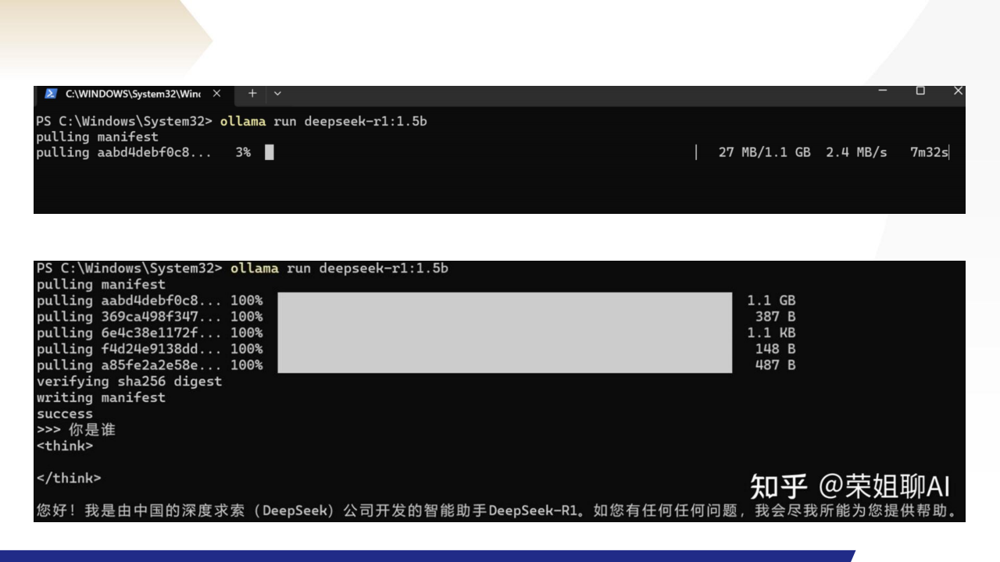 C:\WINDOWS\System32\Win
PS C:\Windows\System32> ollama run deepseek-r1:1.5b
pulling manifest
pulling aabd4debf0c8... 3% 27 MB/1.1 GB 2.4 MB/s 7m32s
PS C:\Windows\System32> ollama run deepseek-r1:1.5b
pulling manifest
pulling aabd4debf0c8... 100% 1.1 GB
pulling 369ca498f347... 100% 387 B
pulling 6e4c38e1172f... 100% 1.1 KB
pulling f4d24e9138dd... 100% 148 B
pulling a85fe2a2e58e... 100% 487 B
verifying sha256 digest
writing manifest
success
>>> 你是谁
<think>
</think>
知乎 @荣姐聊AI
您好！我是由中国的深度求索（DeepSeek）公司开发的智能助手DeepSeek-R1。如您有任何任何问题，我会尽我所能为您提供帮助。